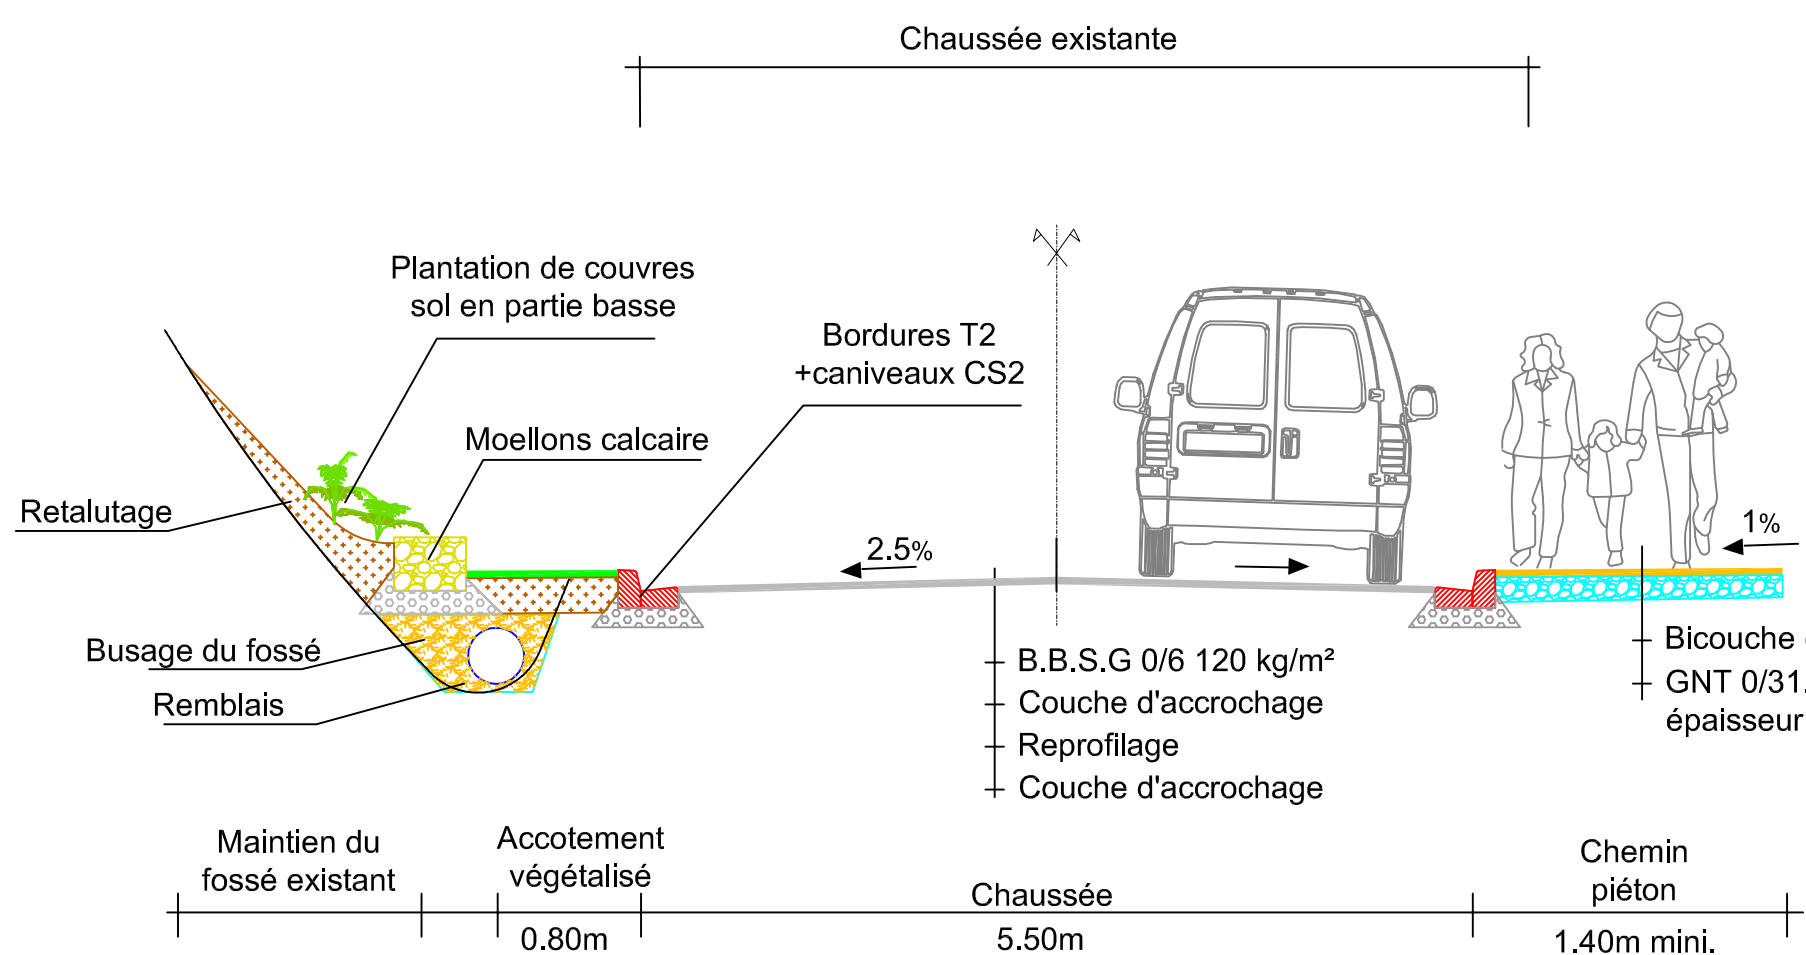 Chaussée existante
Plantation de couvres
sol en partie basse
Bordures T2
+caniveaux CS2
Moellons calcaire
Retalutage
2.5%
1%
Busage du fossé
Remblais
B.B.S.G 0/6 120 kg/m²
Couche d'accrochage
Reprofilage
Couche d'accrochage
Bicouche
GNT 0/31.
épaisseur
Maintien du
fossé existant
Accotement
végétalisé
Chaussée
Chemin
piéton
0.80m
5.50m
1.40m mini.